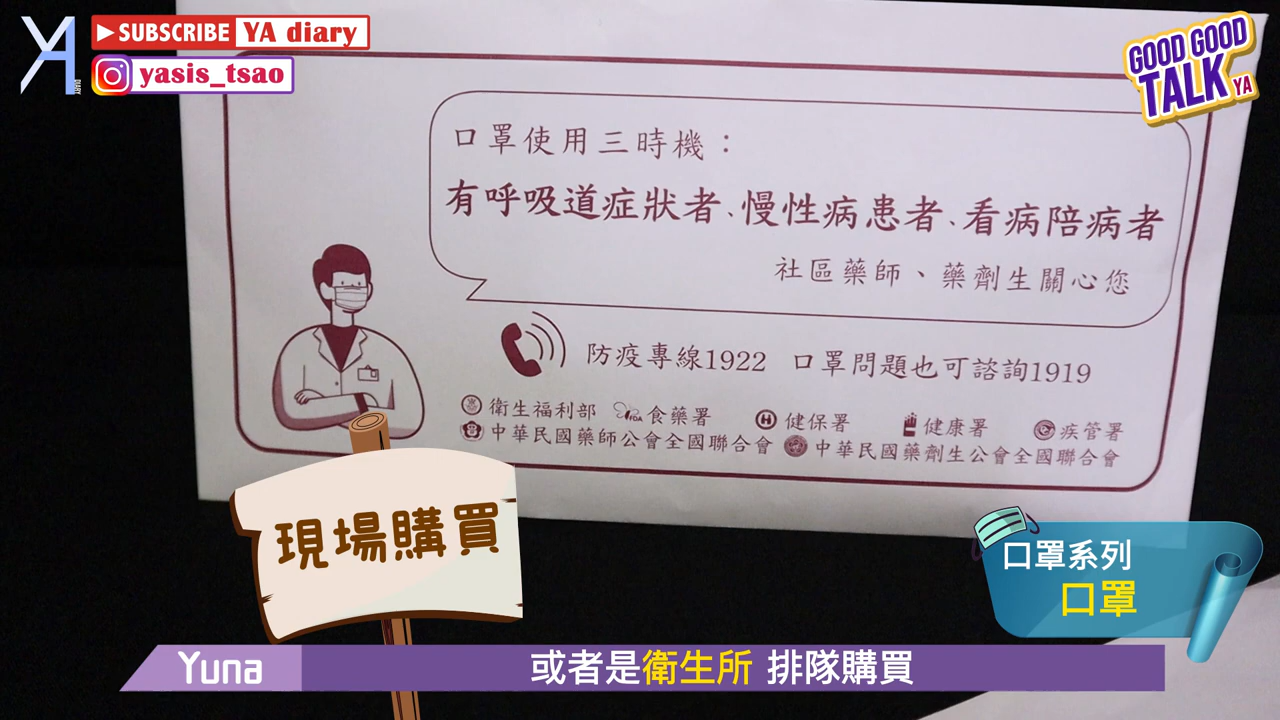 YA
DIARY
SUBSCRIBE YA diary
yasis_tsao
GOOD GOOD
TALK YA
口罩使用三時機：
有呼吸道症狀者、慢性病患者、看病陪病者
社區藥師、藥劑生關心您
防疫專線1922 口罩問題也可諮詢1919
衛生福利部 FDA 食藥署 健保署 健康署 疾管署
中華民國藥師公會全國聯合會 中華民國藥劑生公會全國聯合會
現場購買
口罩系列
口罩
Yuna 或者是衛生所 排隊購買